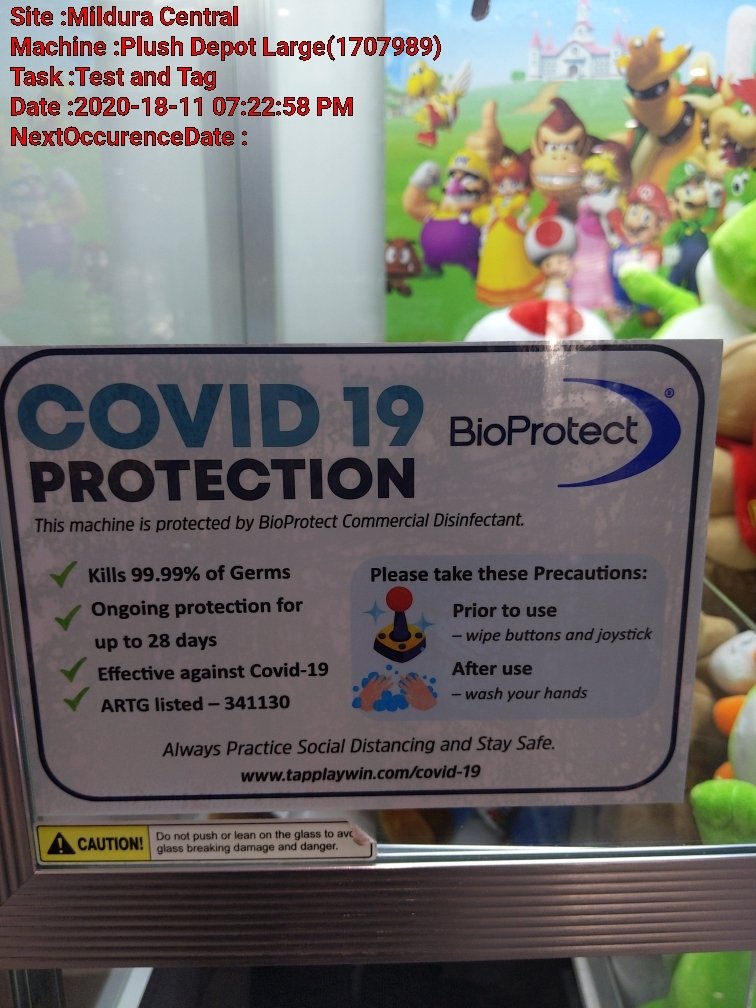 Site :Mildura Central
Machine :Plush Depot Large(1707989)
Task :Test and Tag
Date :2020-18-11 07:22:58 PM
NextOccurenceDate :
COVID 19
PROTECTION
BioProtect®
This machine is protected by BioProtect Commercial Disinfectant.
Kills 99.99% of Germs
Ongoing protection for
up to 28 days
Effective against Covid-19
ARTG listed – 341130
Please take these Precautions:
Prior to use
– wipe buttons and joystick
After use
– wash your hands
Always Practice Social Distancing and Stay Safe.
www.tapplaywin.com/covid-19
CAUTION!
Do not push or lean on the glass to
glass breaking damage and danger.